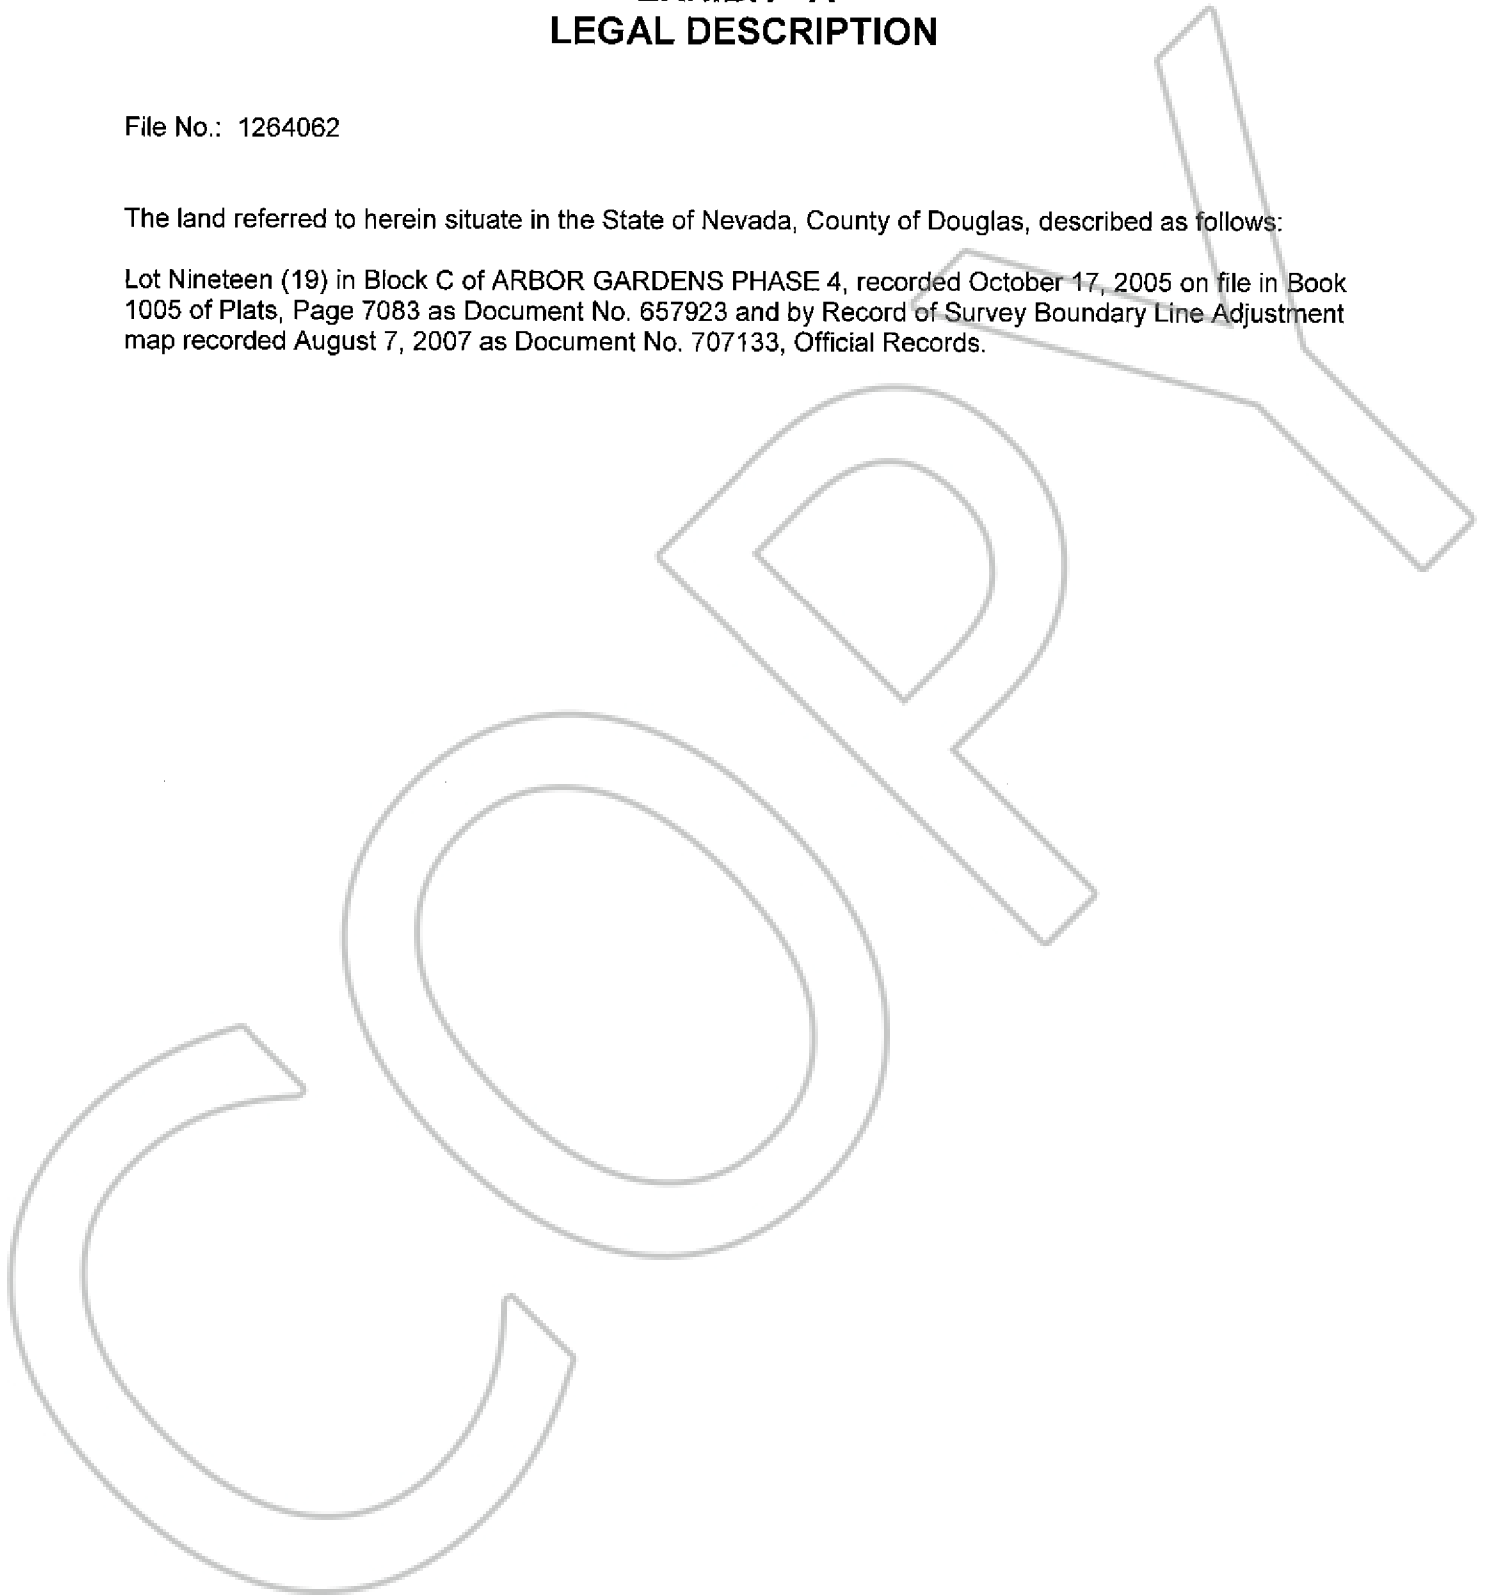 LEGAL DESCRIPTION
File No.: 1264062
The land referred to herein situate in the State of Nevada, County of Douglas, described as follows:
Lot Nineteen (19) in Block C of ARBOR GARDENS PHASE 4, recorded October 17, 2005 on file in Book
1005 of Plats, Page 7083 as Document No. 657923 and by Record of Survey Boundary Line Adjustment
map recorded August 7, 2007 as Document No. 707133, Official Records.
COPY